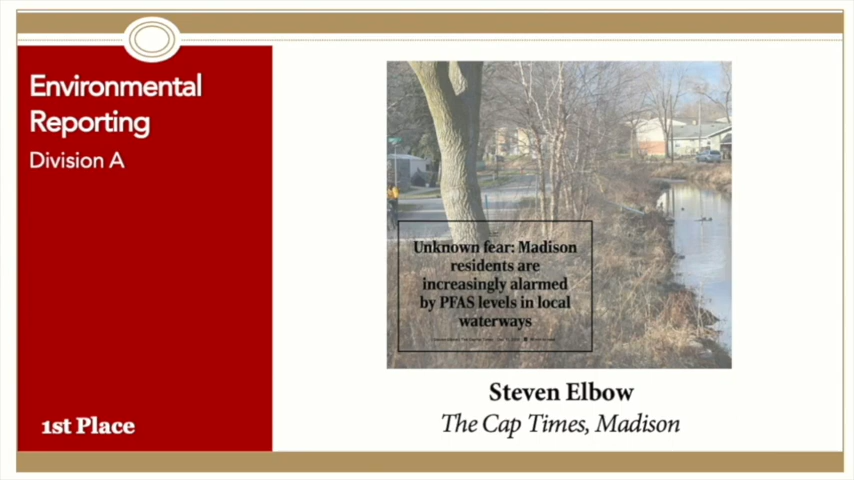 Environmental
Reporting
Division A
Unknown fear: Madison
residents are
increasingly alarmed
by PFAS levels in local
waterways
Steven Elbow
The Cap Times, Madison
1st Place